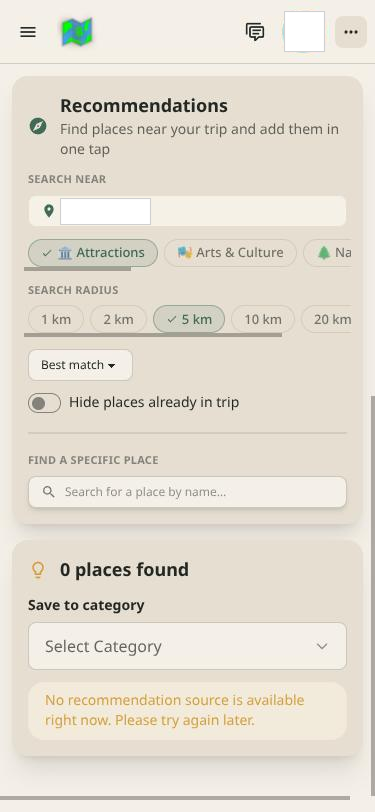 Recommendations
Find places near your trip and add them in
one tap
SEARCH NEAR
Attractions
Arts & Culture
Na
SEARCH RADIUS
1 km
2 km
5 km
10 km
20 km
Best match
Hide places already in trip
FIND A SPECIFIC PLACE
Search for a place by name...
0 places found
Save to category
Select Category
No recommendation source is available
right now. Please try again later.